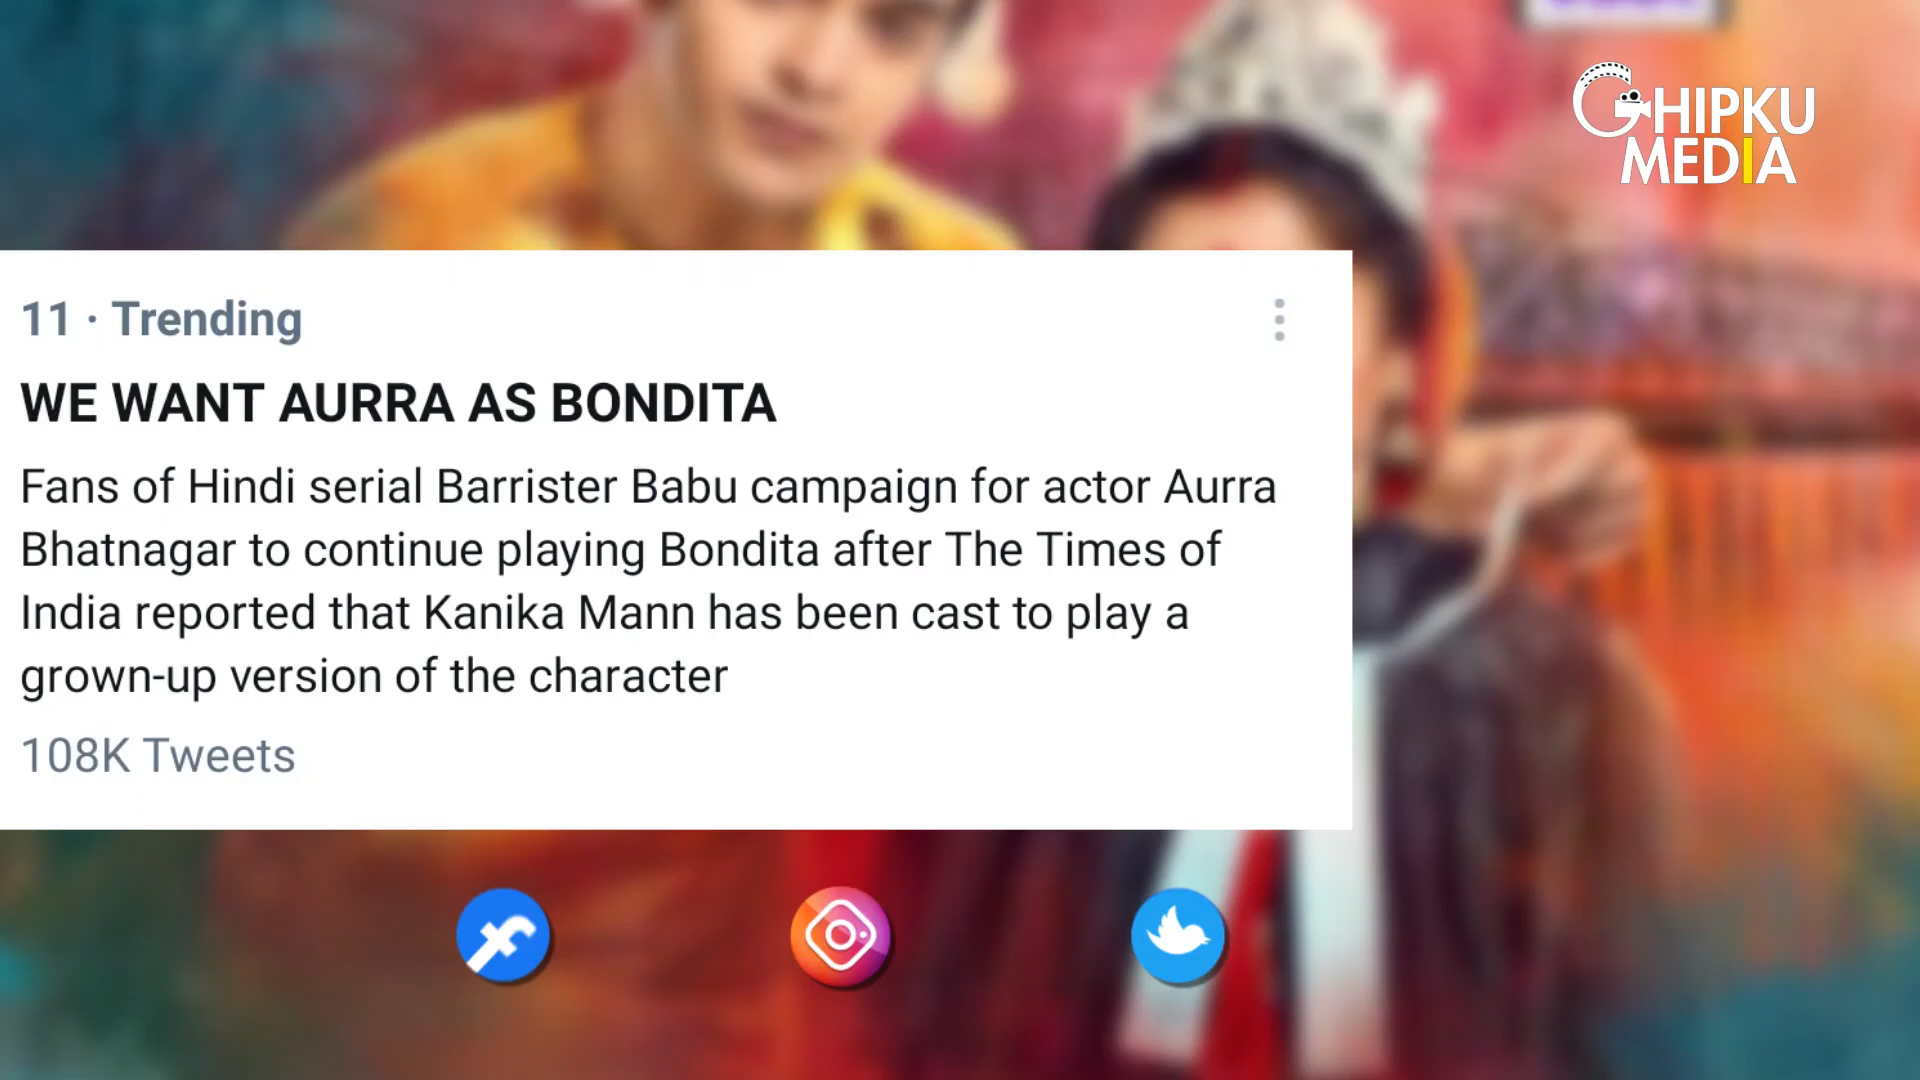 GHIPKU
MEDIA
11 · Trending
WE WANT AURRA AS BONDITA
Fans of Hindi serial Barrister Babu campaign for actor Aurra
Bhatnagar to continue playing Bondita after The Times of
India reported that Kanika Mann has been cast to play a
grown-up version of the character
108K Tweets